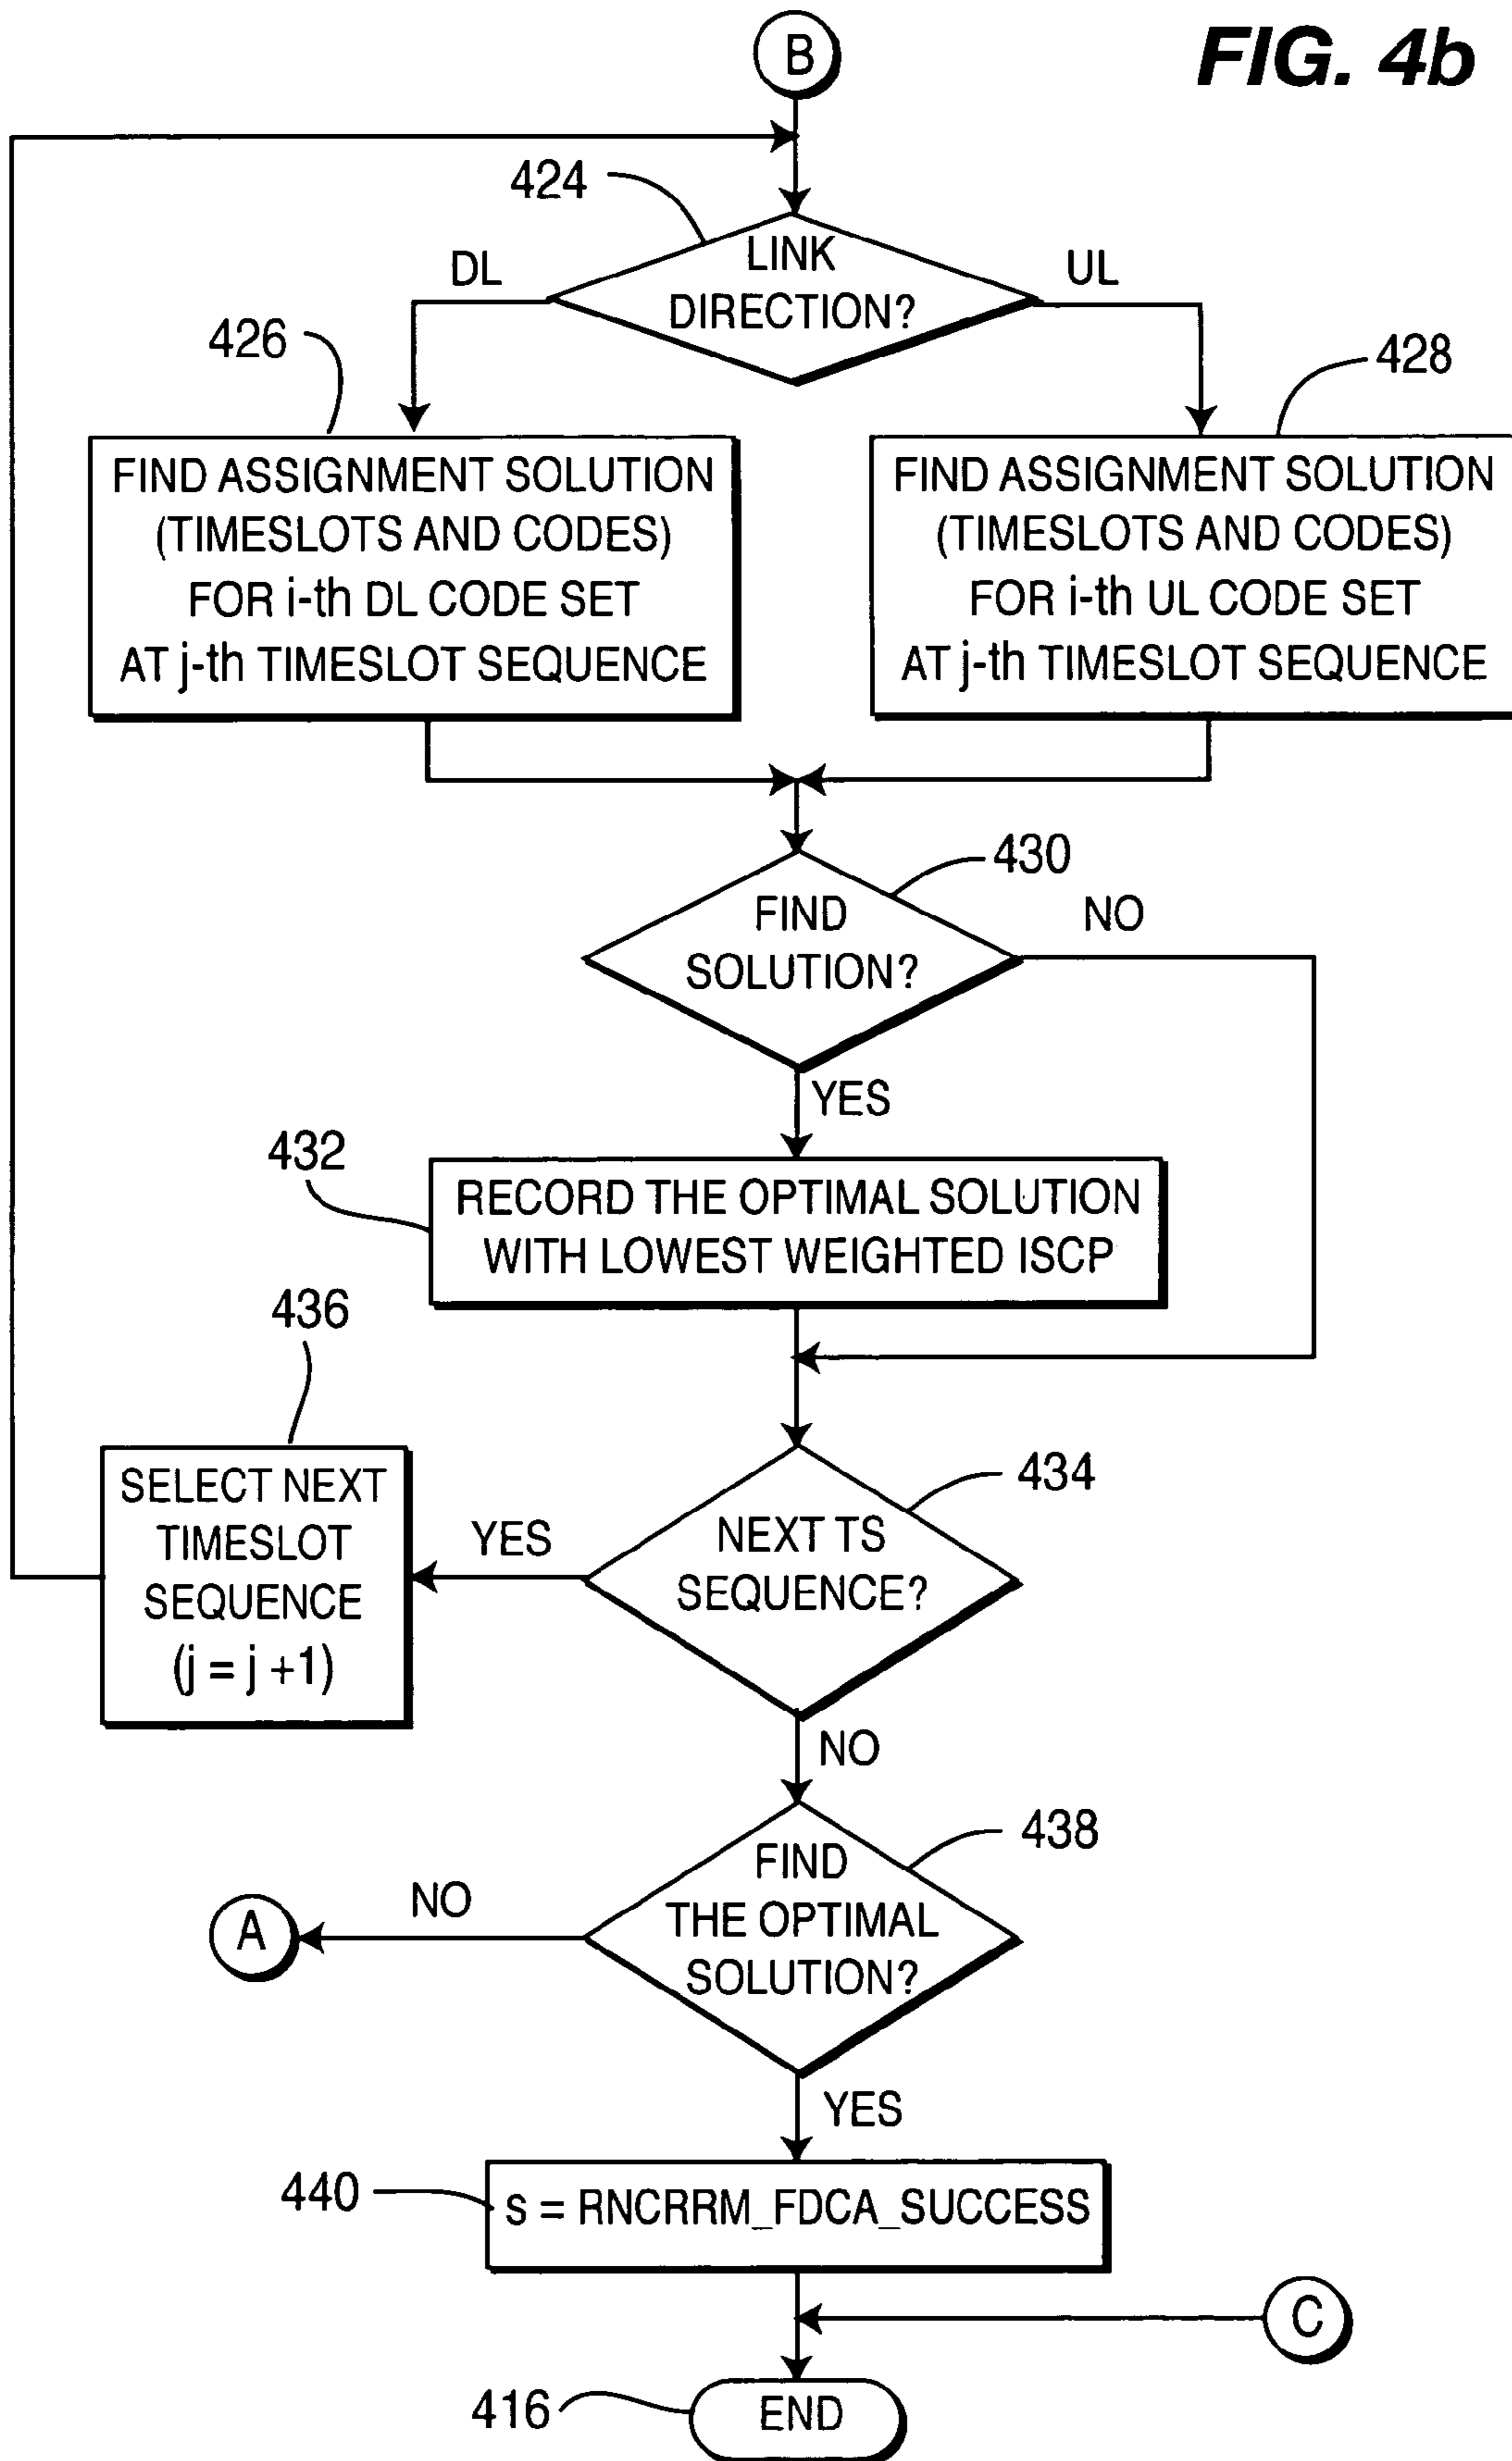 FIG. 4b
B
424
LINK
DIRECTION?
DL
UL
426
428
FIND ASSIGNMENT SOLUTION
(TIMESLOTS AND CODES)
FOR i-th DL CODE SET
AT j-th TIMESLOT SEQUENCE
FIND ASSIGNMENT SOLUTION
(TIMESLOTS AND CODES)
FOR i-th UL CODE SET
AT j-th TIMESLOT SEQUENCE
430
FIND
SOLUTION?
NO
YES
432
RECORD THE OPTIMAL SOLUTION
WITH LOWEST WEIGHTED ISCP
436
SELECT NEXT
TIMESLOT
SEQUENCE
(j = j +1)
YES
434
NEXT TS
SEQUENCE?
NO
438
FIND
THE OPTIMAL
SOLUTION?
NO
A
YES
440
s = RNCRRM_FDCA_SUCCESS
C
416
END